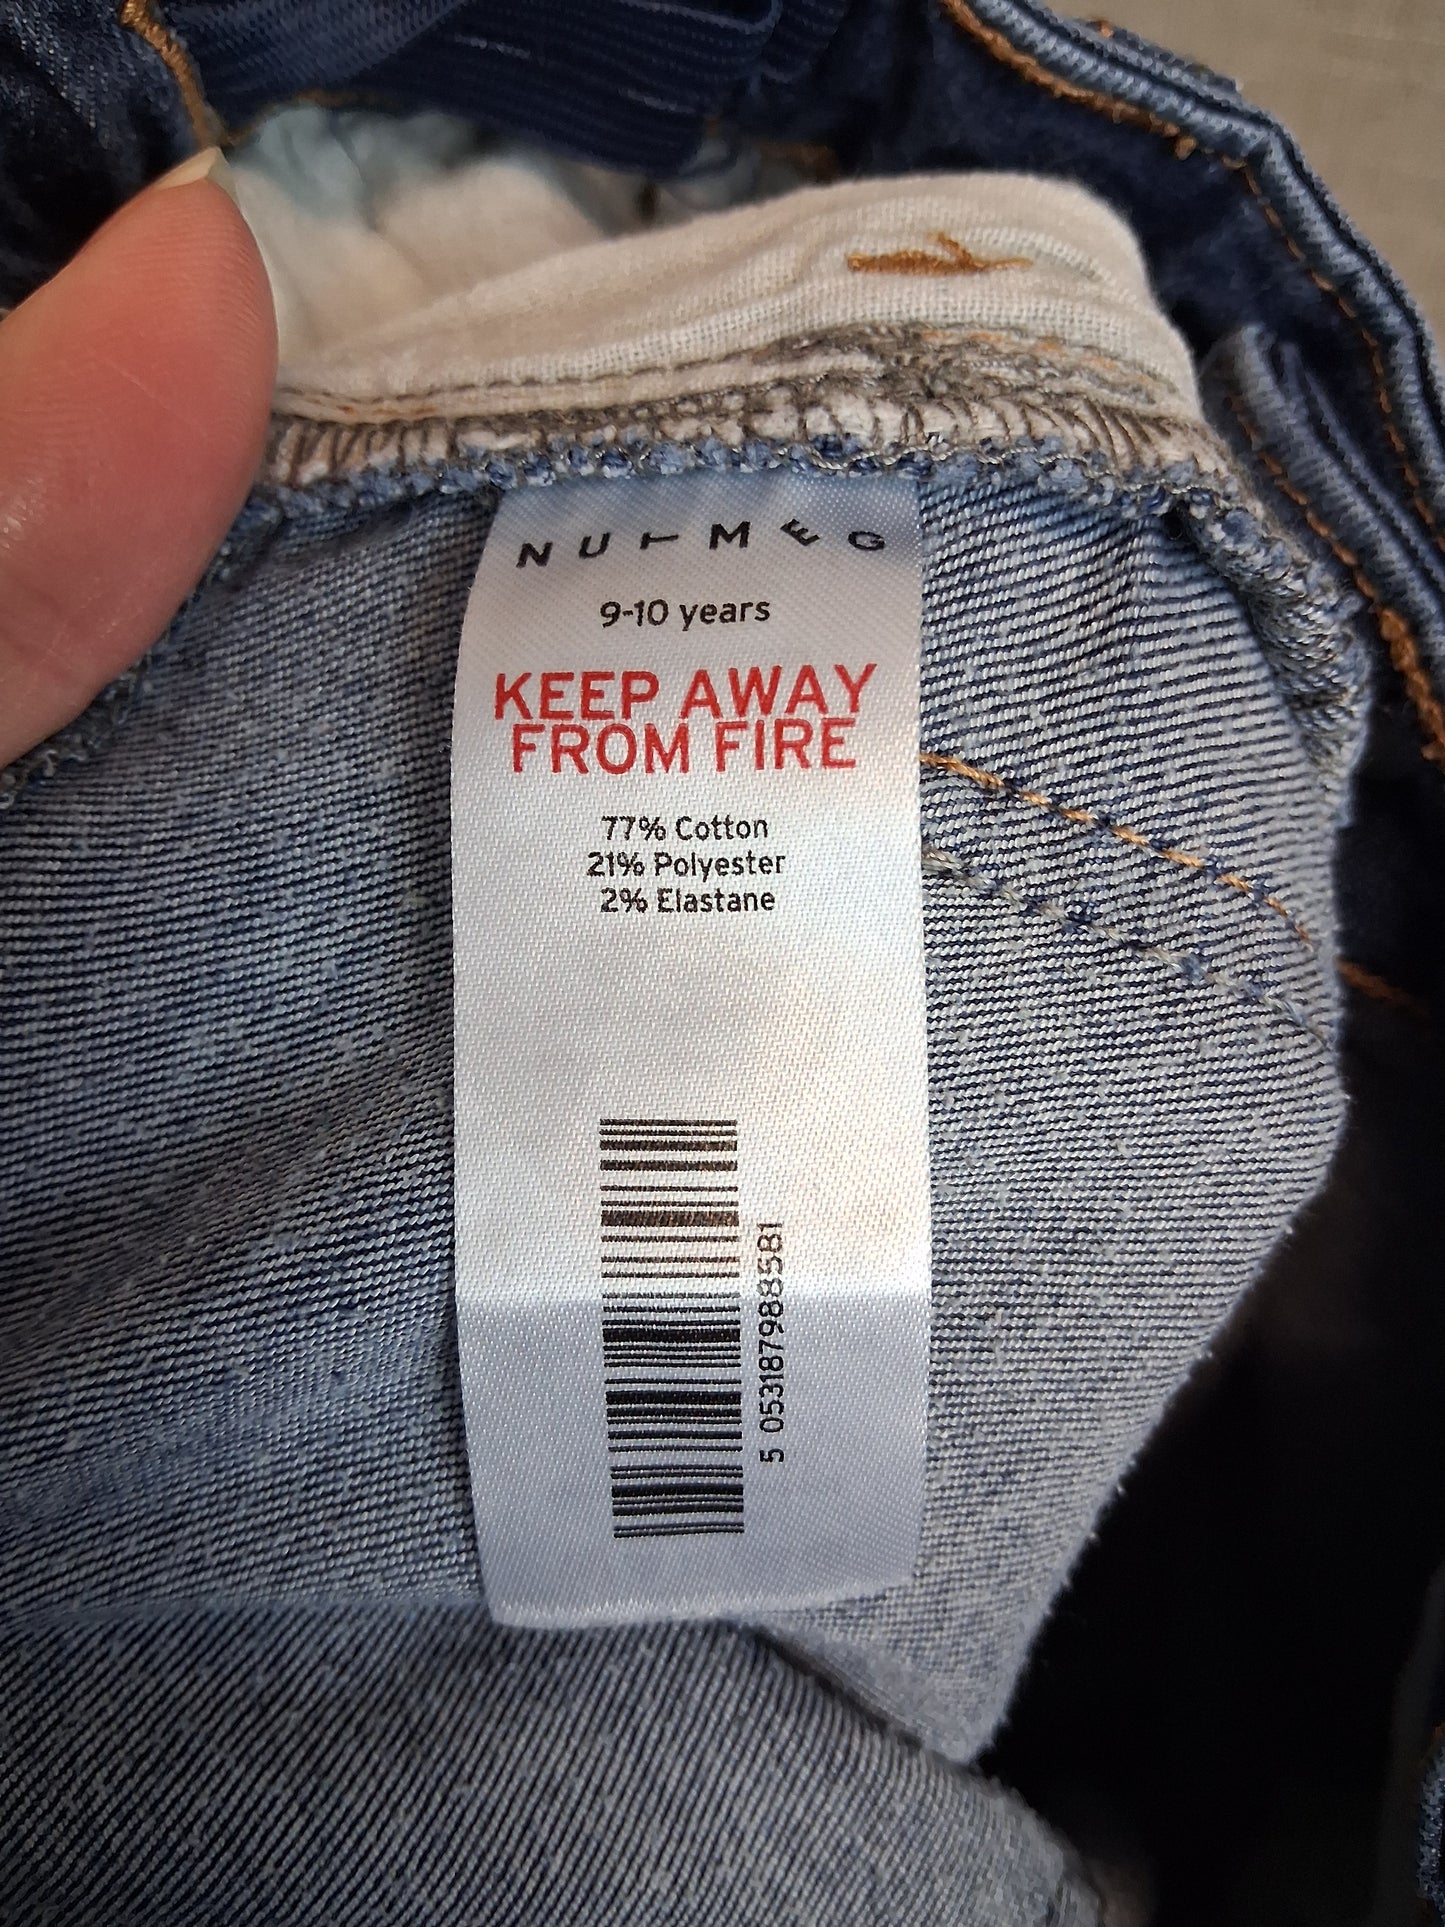 NUTMEG
9-10 years
KEEP AWAY
FROM FIRE
77% Cotton
21% Polyester
2% Elastane
5 053187988581